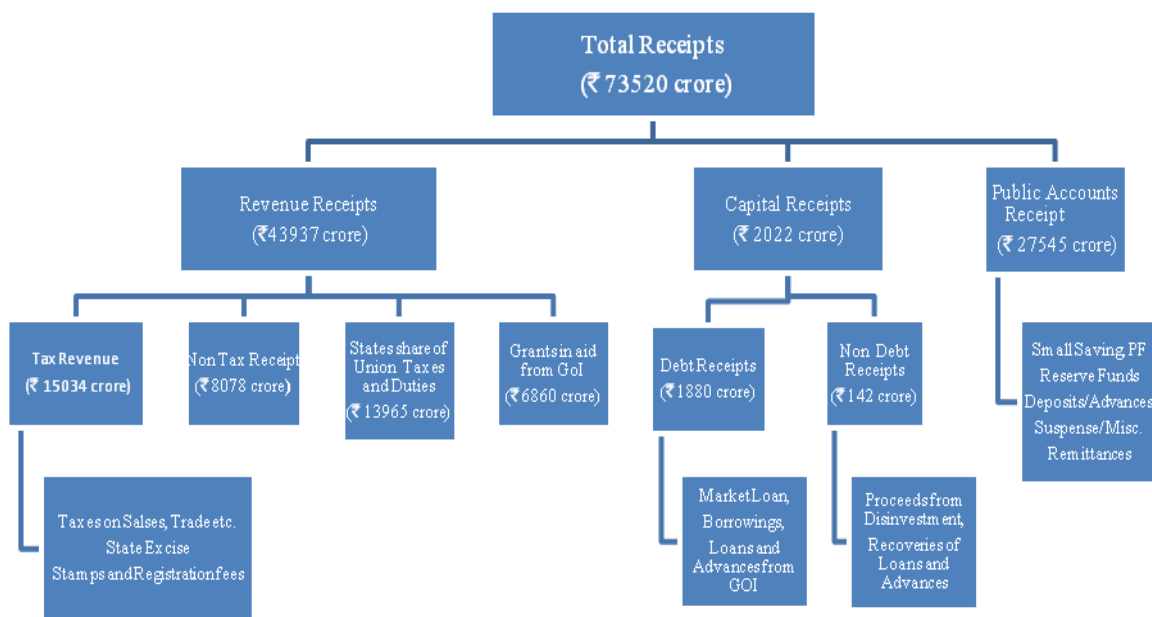 Total Receipts
(₹ 73520 crore)
Revenue Receipts
(₹43937 crore)
Capital Receipts
(₹ 2022 crore)
Public Accounts
Receipt
(₹ 27545 crore)
Tax Revenue
(₹ 15034 crore)
Non Tax Receipt
(₹8078 crore)
States share of
Union Taxes
and Duties
(₹ 13965 crore)
Grants in aid
from GoI
(₹6860 crore)
Debt Receipts
(₹1880 crore)
Non Debt
Receipts
(₹142 crore)
Small Saving, PF
Reserve Funds
Deposits/Advances
Suspense/Misc.
Remittances
Taxes on Salses, Trade etc.
State Excise
Stamps and Registration fees
Market Loan,
Borrowings,
Loans and
Advances from
GOI
Proceeds from
Disinvestment,
Recoveries of
Loans and
Advances